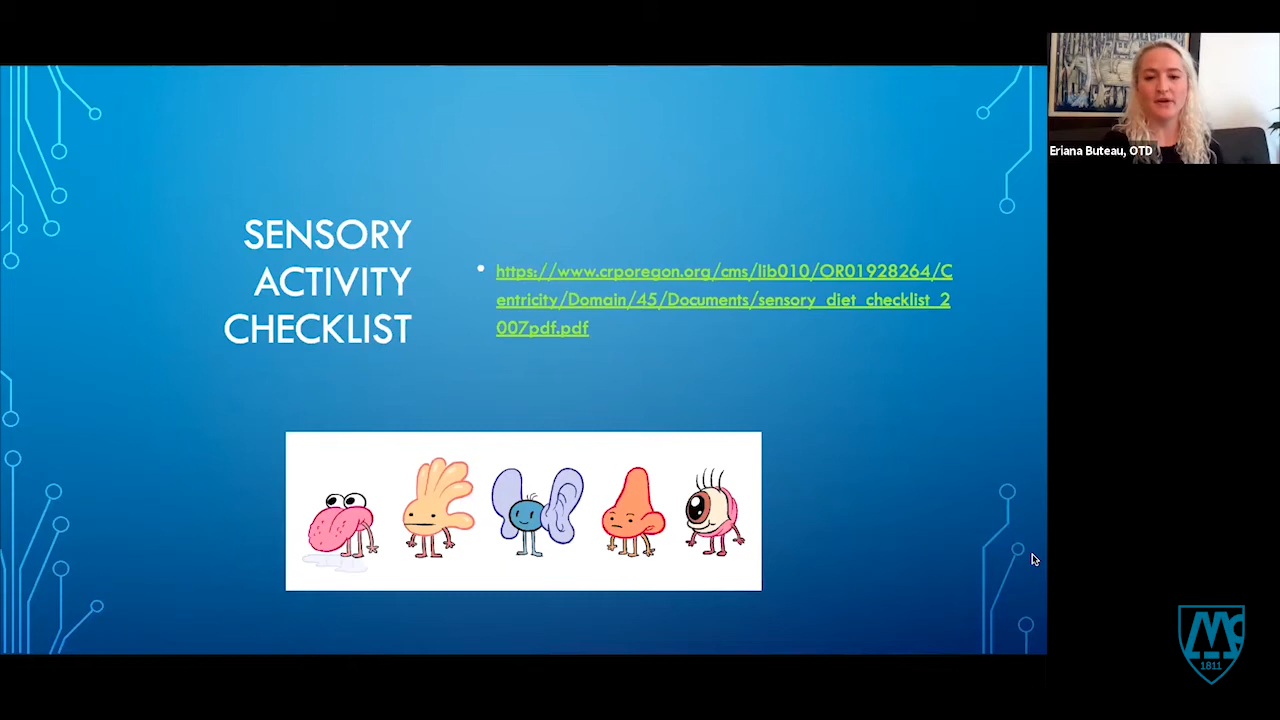 SENSORY
ACTIVITY
CHECKLIST
• https://www.crporegon.org/cms/lib010/OR01928264/C
entricity/Domain/45/Documents/sensory_diet_checklist_2
007pdf.pdf
Eriana Buteau, OTD
Mc
1811